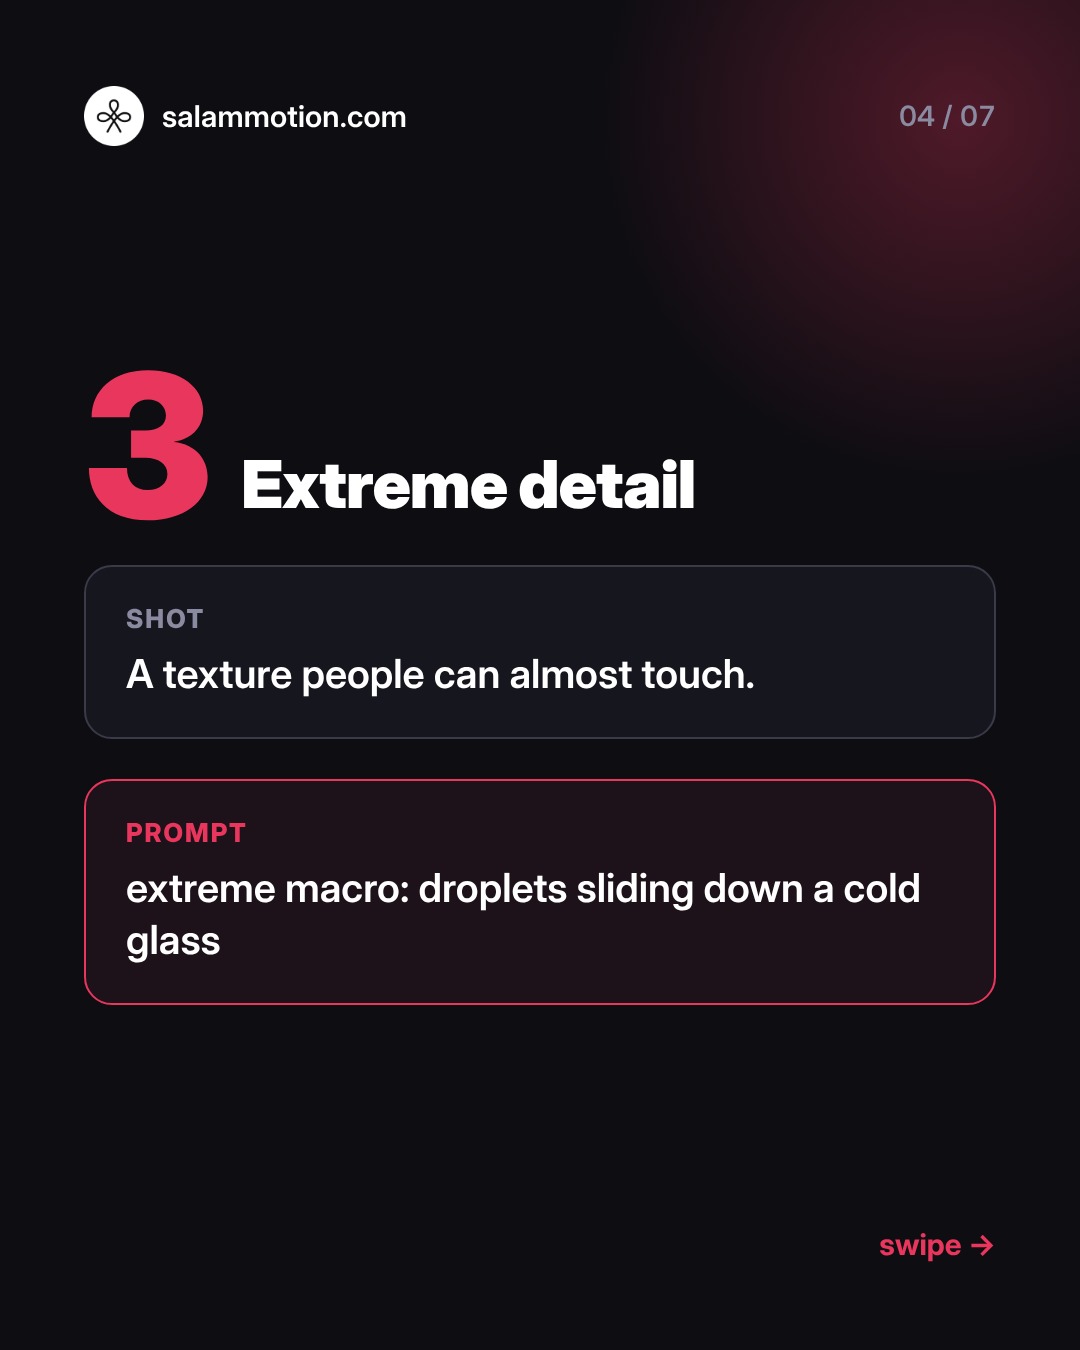 salammotion.com
04 / 07
3
Extreme detail
SHOT
A texture people can almost touch.
PROMPT
extreme macro: droplets sliding down a cold
glass
swipe →